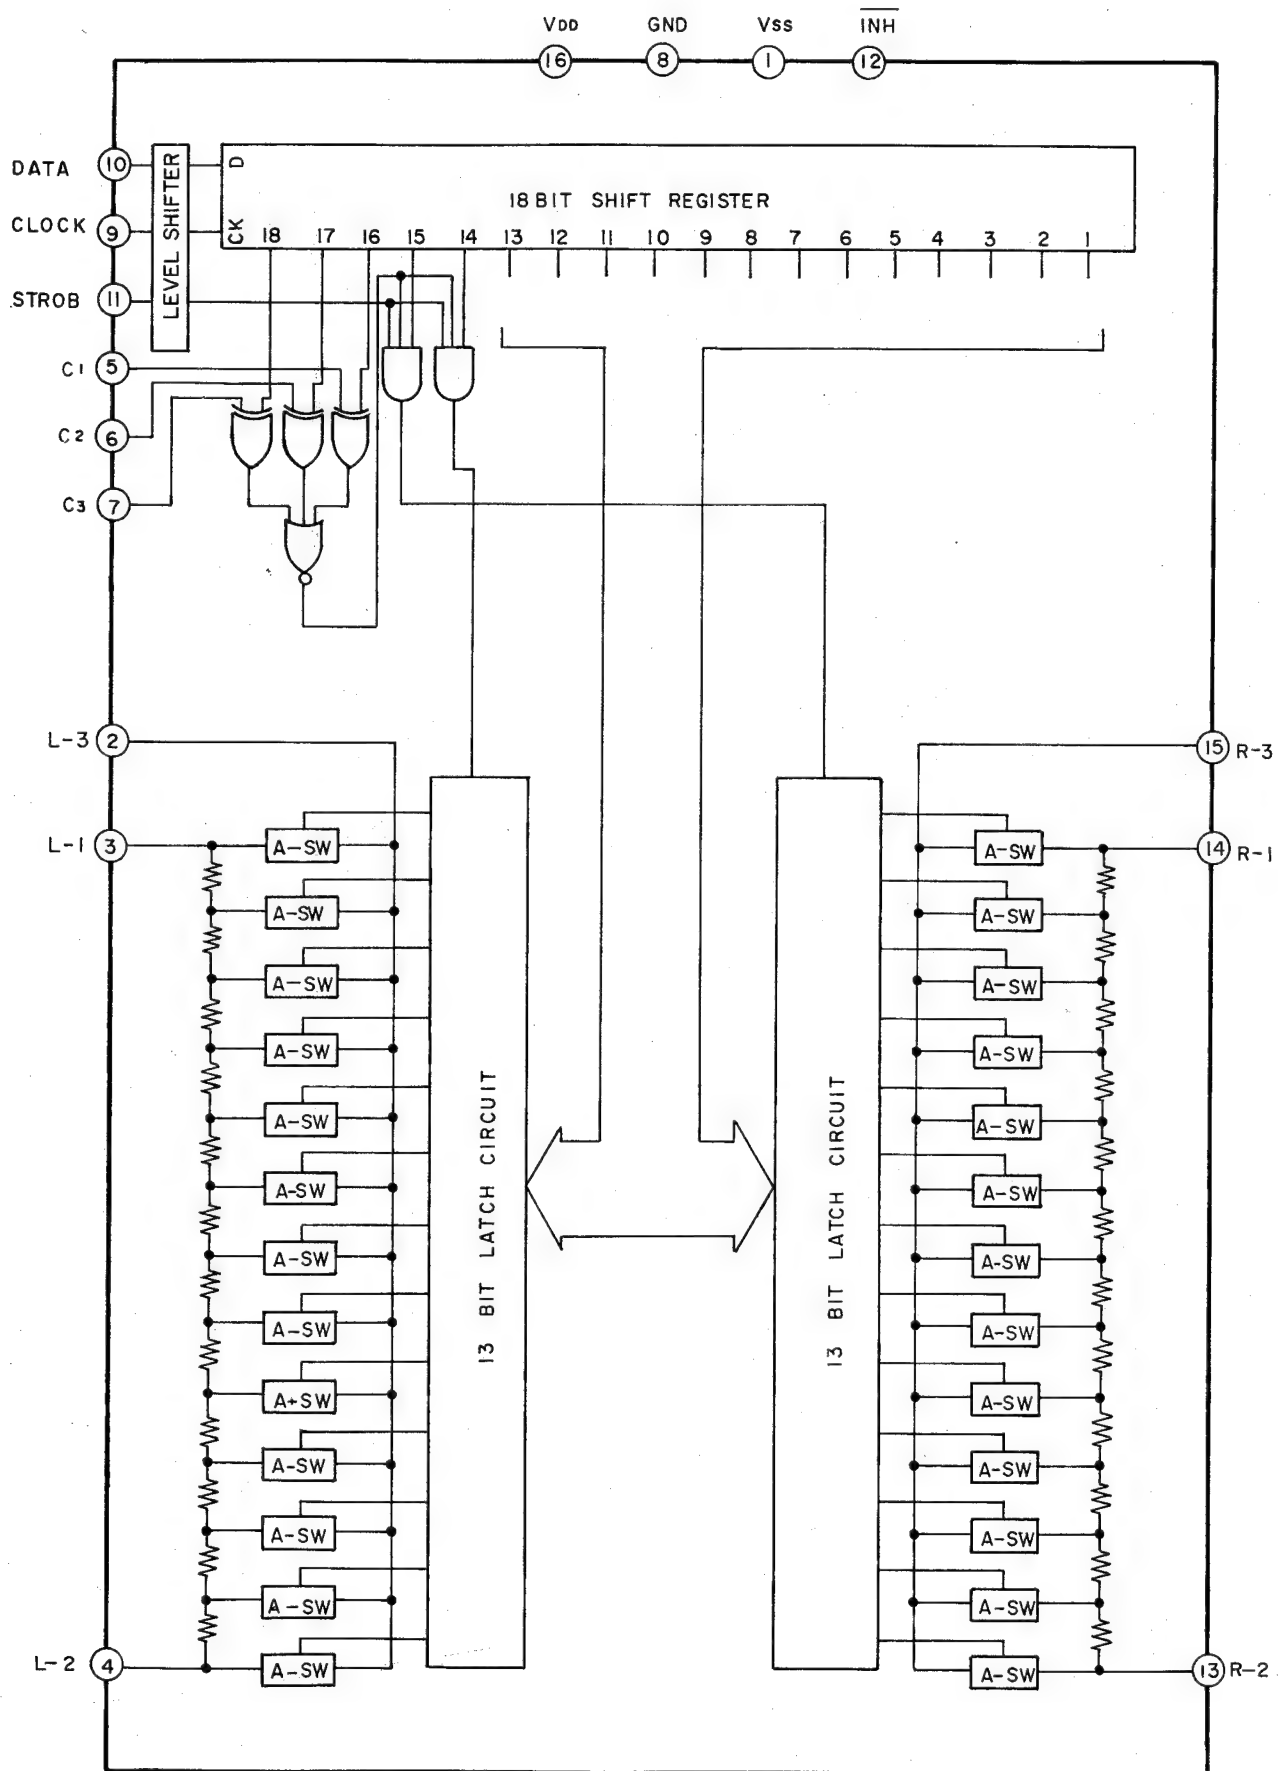 VDD GND VSS INH
16 8 1 12
DATA 10
CLOCK 9
STROB 11
LEVEL SHIFTER
D
CK
18 BIT SHIFT REGISTER
18 17 16 15 14 13 12 11 10 9 8 7 6 5 4 3 2 1
C1 5
C2 6
C3 7
L-3 2
15 R-3
L-1 3
14 R-1
A-SW
A-SW
A-SW
A-SW
A-SW
A-SW
A-SW
A-SW
A+SW
A-SW
A-SW
A-SW
A-SW
13 BIT LATCH CIRCUIT
13 BIT LATCH CIRCUIT
A-SW
A-SW
A-SW
A-SW
A-SW
A-SW
A-SW
A-SW
A-SW
A-SW
A-SW
A-SW
A-SW
L-2 4
13 R-2